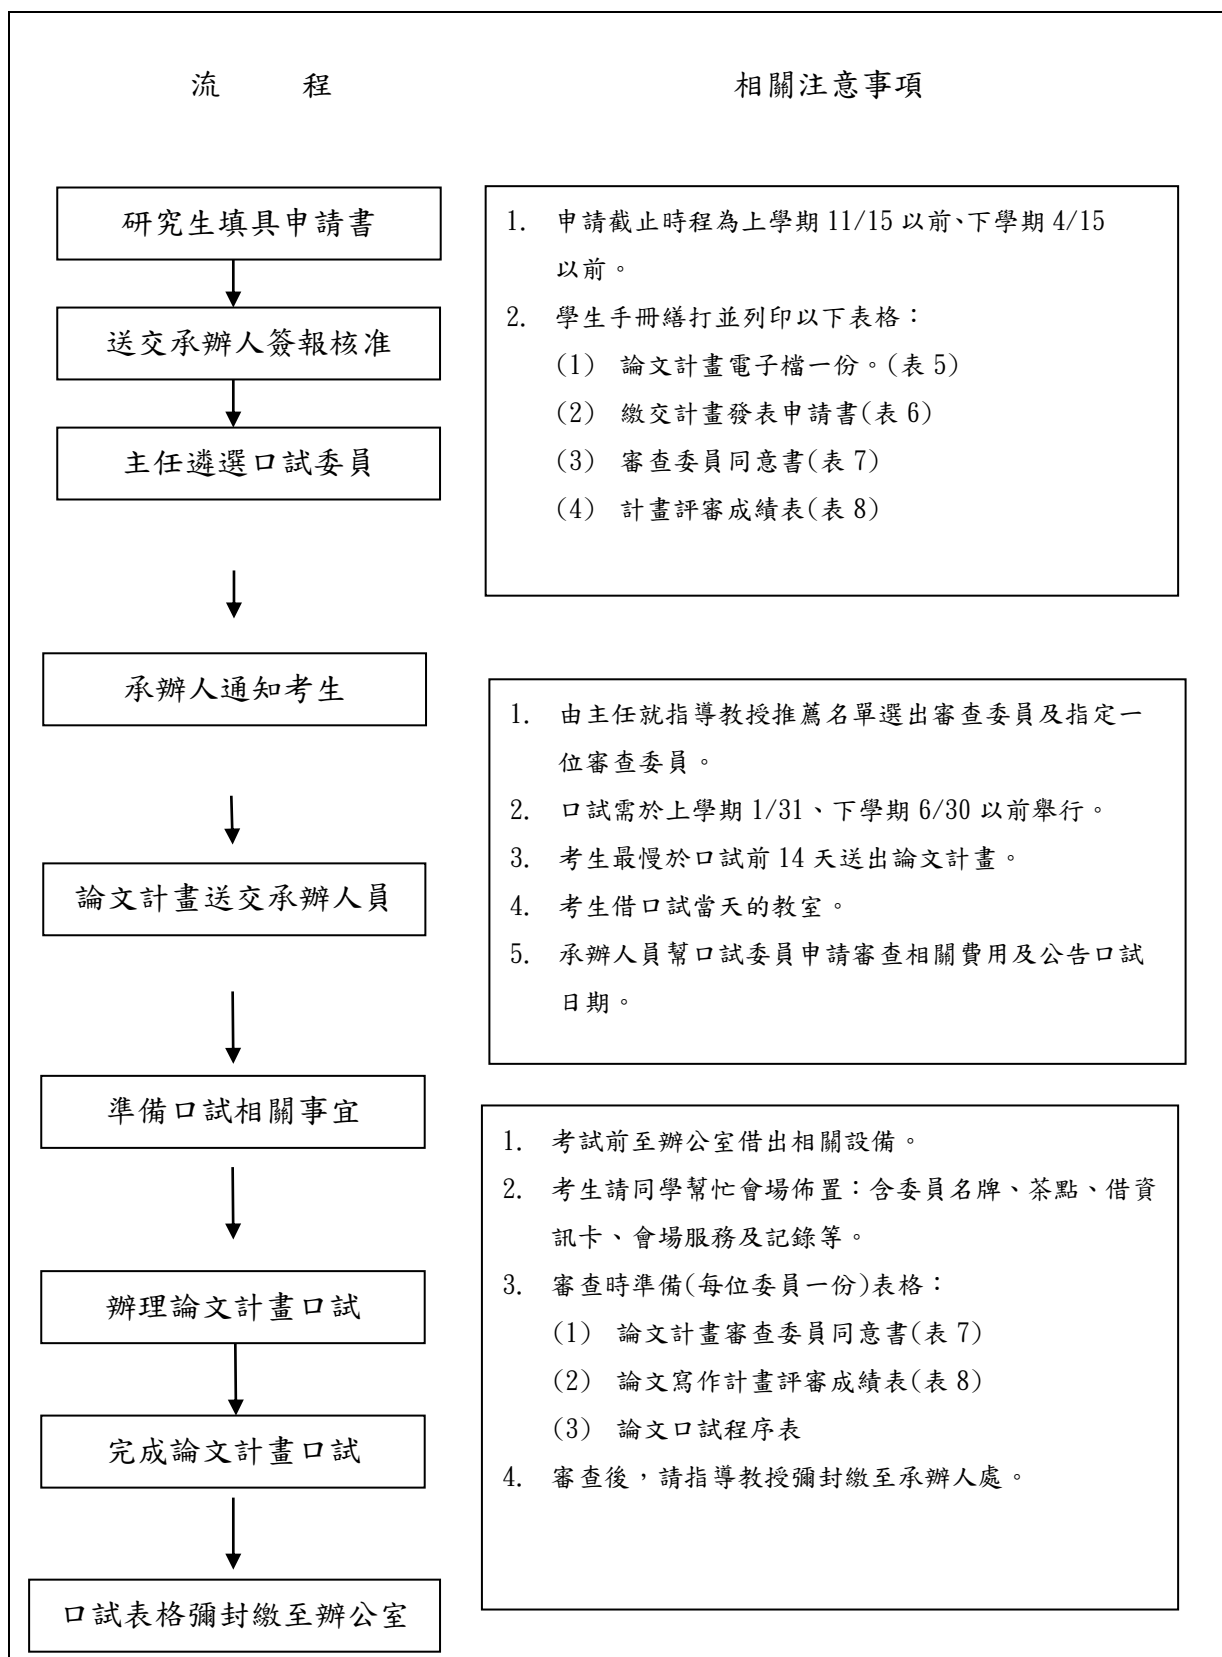 流 程
相關注意事項
研究生填具申請書
送交承辦人簽報核准
主任遴選口試委員
1. 申請截止時程為上學期 11/15 以前、下學期 4/15
以前。
2. 學生手冊繕打並列印以下表格：
(1) 論文計畫電子檔一份。(表 5)
(2) 繳交計畫發表申請書(表 6)
(3) 審查委員同意書(表 7)
(4) 計畫評審成績表(表 8)
承辦人通知考生
論文計畫送交承辦人員
1. 由主任就指導教授推薦名單選出審查委員及指定一
位審查委員。
2. 口試需於上學期 1/31、下學期 6/30 以前舉行。
3. 考生最慢於口試前 14 天送出論文計畫。
4. 考生借口試當天的教室。
5. 承辦人員幫口試委員申請審查相關費用及公告口試
日期。
準備口試相關事宜
辦理論文計畫口試
完成論文計畫口試
口試表格彌封繳至辦公室
1. 考試前至辦公室借出相關設備。
2. 考生請同學幫忙會場佈置：含委員名牌、茶點、借資
訊卡、會場服務及記錄等。
3. 審查時準備(每位委員一份)表格：
(1) 論文計畫審查委員同意書(表 7)
(2) 論文寫作計畫評審成績表(表 8)
(3) 論文口試程序表
4. 審查後，請指導教授彌封繳至承辦人處。